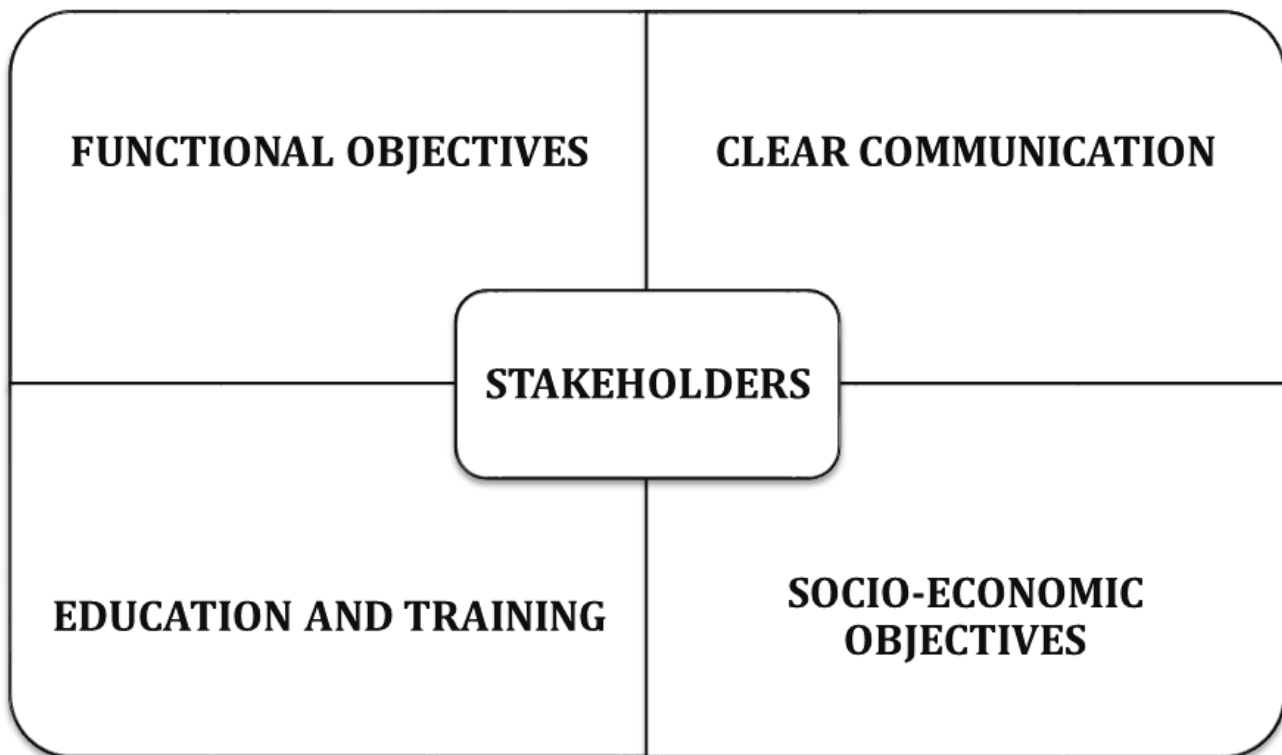 FUNCTIONAL OBJECTIVES
CLEAR COMMUNICATION
STAKEHOLDERS
EDUCATION AND TRAINING
SOCIO-ECONOMIC
OBJECTIVES